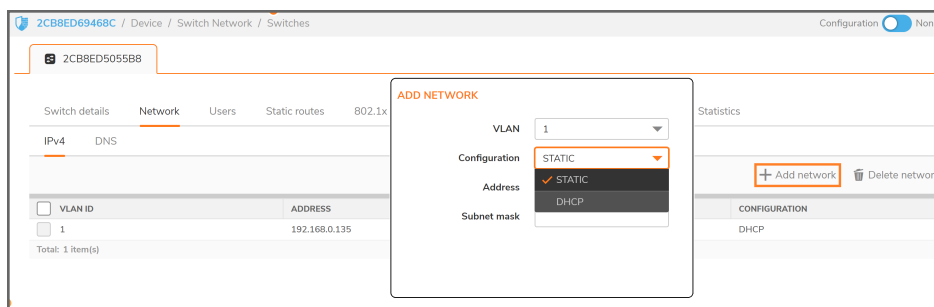 2CB8ED69468C / Device / Switch Network / Switches
Configuration Non
2CB8ED5055B8
Switch details Network Users Static routes 802.1x Statistics
IPv4 DNS
+ Add network Delete networ
VLAN ID ADDRESS CONFIGURATION
1 192.168.0.135 DHCP
Total: 1 item(s)
ADD NETWORK
VLAN 1
Configuration STATIC
Address
✓ STATIC
DHCP
Subnet mask